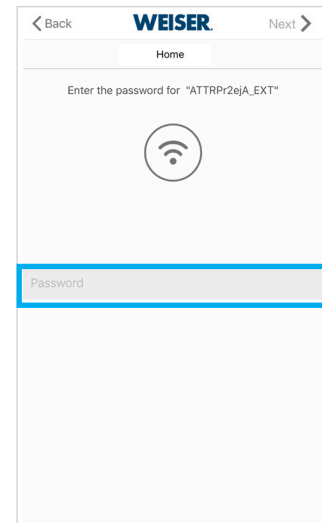 Back WEISER. Next
Home
Enter the password for "ATTRPr2ejA_EXT"
Password